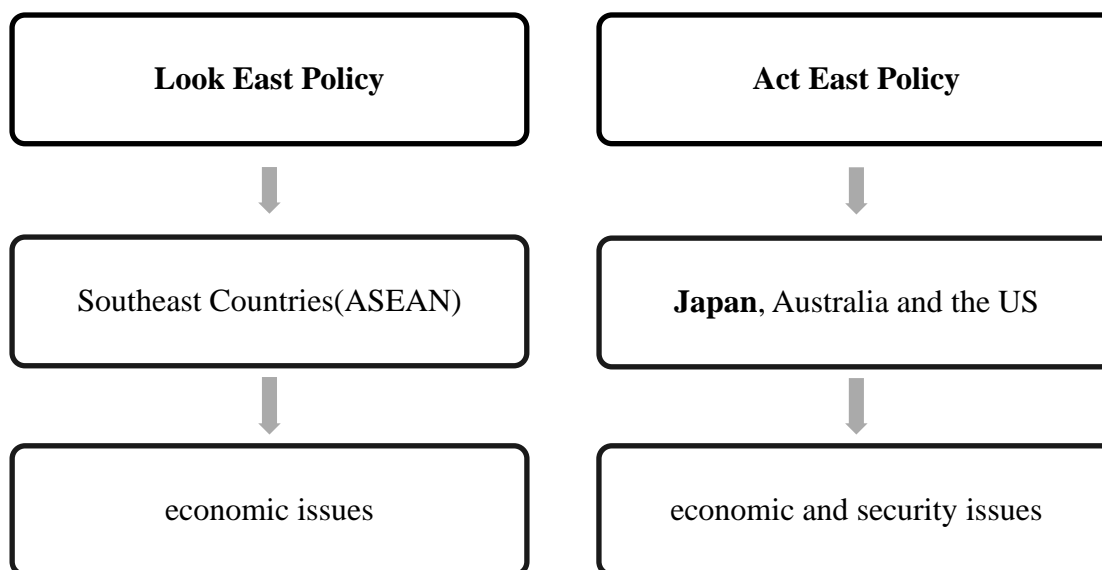 Look East Policy
Act East Policy
Southeast Countries(ASEAN)
Japan, Australia and the US
economic issues
economic and security issues